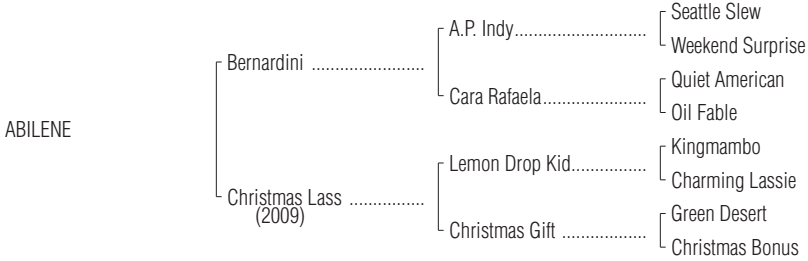 Seattle Slew
A.P. Indy............................
Weekend Surprise
Bernardini ........................
Quiet American
Cara Rafaela......................
Oil Fable
ABILENE
Kingmambo
Lemon Drop Kid................
Charming Lassie
Christmas Lass ................
(2009)
Green Desert
Christmas Gift ..................
Christmas Bonus